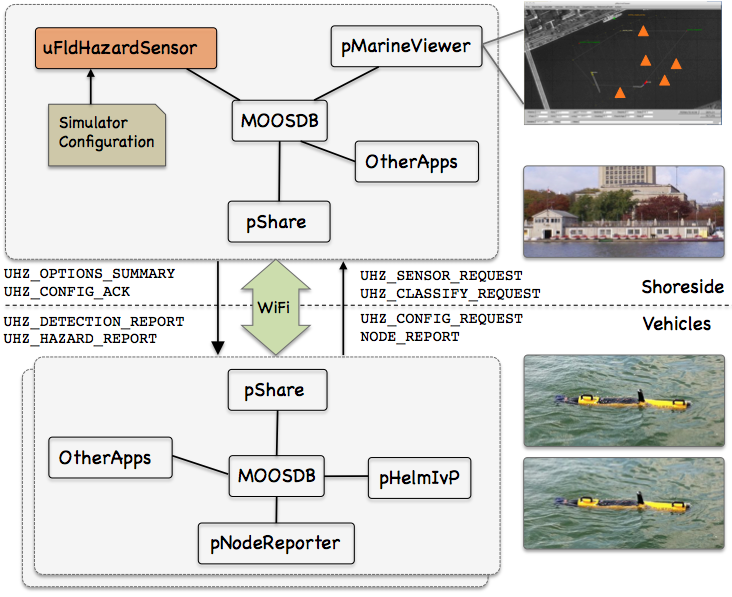 uFldHazardSensor
pMarineViewer
Simulator
Configuration
MOOSDB
OtherApps
pShare
UHZ_OPTIONS_SUMMARY
UHZ_CONFIG_ACK
UHZ_DETECTION_REPORT
UHZ_HAZARD_REPORT
WiFi
UHZ_SENSOR_REQUEST
UHZ_CLASSIFY_REQUEST
UHZ_CONFIG_REQUEST
NODE_REPORT
Shoreside
Vehicles
pShare
OtherApps
MOOSDB
pHelmIvP
pNodeReporter